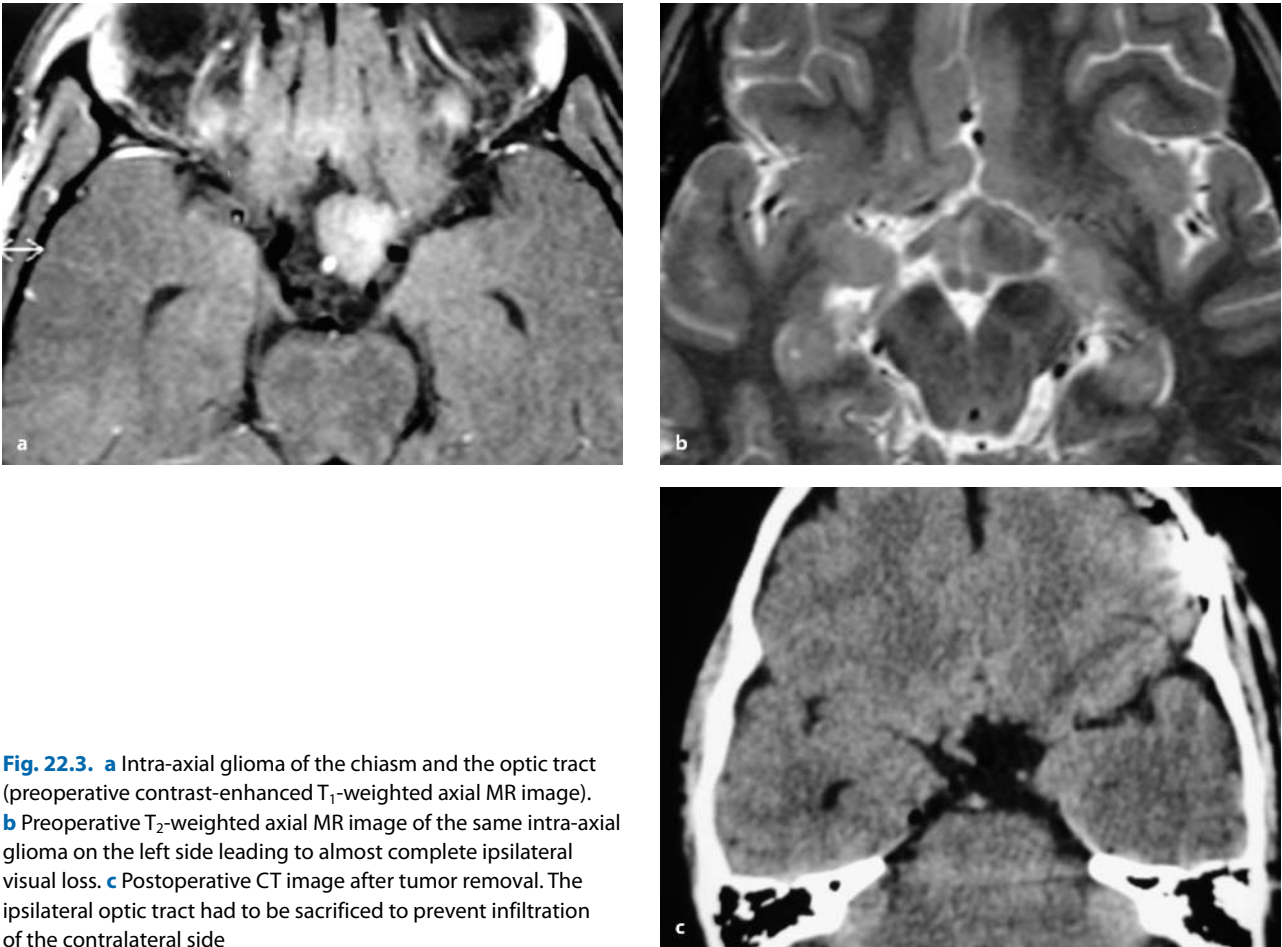 a
b
c
Fig. 22.3. a Intra-axial glioma of the chiasm and the optic tract
(preoperative contrast-enhanced T₁-weighted axial MR image).
b Preoperative T₂-weighted axial MR image of the same intra-axial
glioma on the left side leading to almost complete ipsilateral
visual loss. c Postoperative CT image after tumor removal. The
ipsilateral optic tract had to be sacrificed to prevent infiltration
of the contralateral side